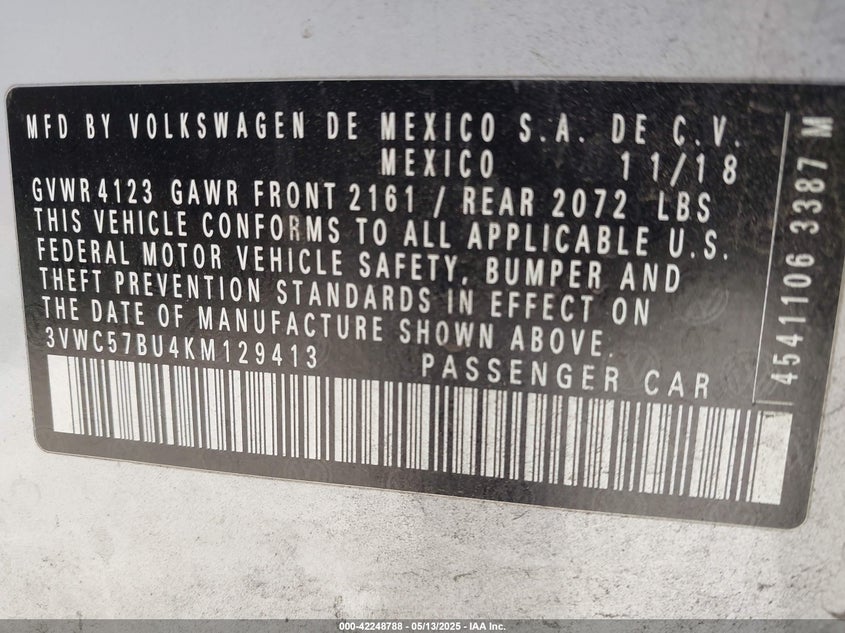 MFD BY VOLKSWAGEN DE MEXICO S.A. DE C.V.
MEXICO 11/18
GVWR 4123 GAWR FRONT 2161 / REAR 2072 LBS
THIS VEHICLE CONFORMS TO ALL APPLICABLE U.S.
FEDERAL MOTOR VEHICLE SAFETY, BUMPER AND
THEFT PREVENTION STANDARDS IN EFFECT ON
THE DATE OF MANUFACTURE SHOWN ABOVE.
3VWC57BU4KM129413 PASSENGER CAR
4541106 3387 M
000-42248788 - 05/13/2025 - IAA Inc.